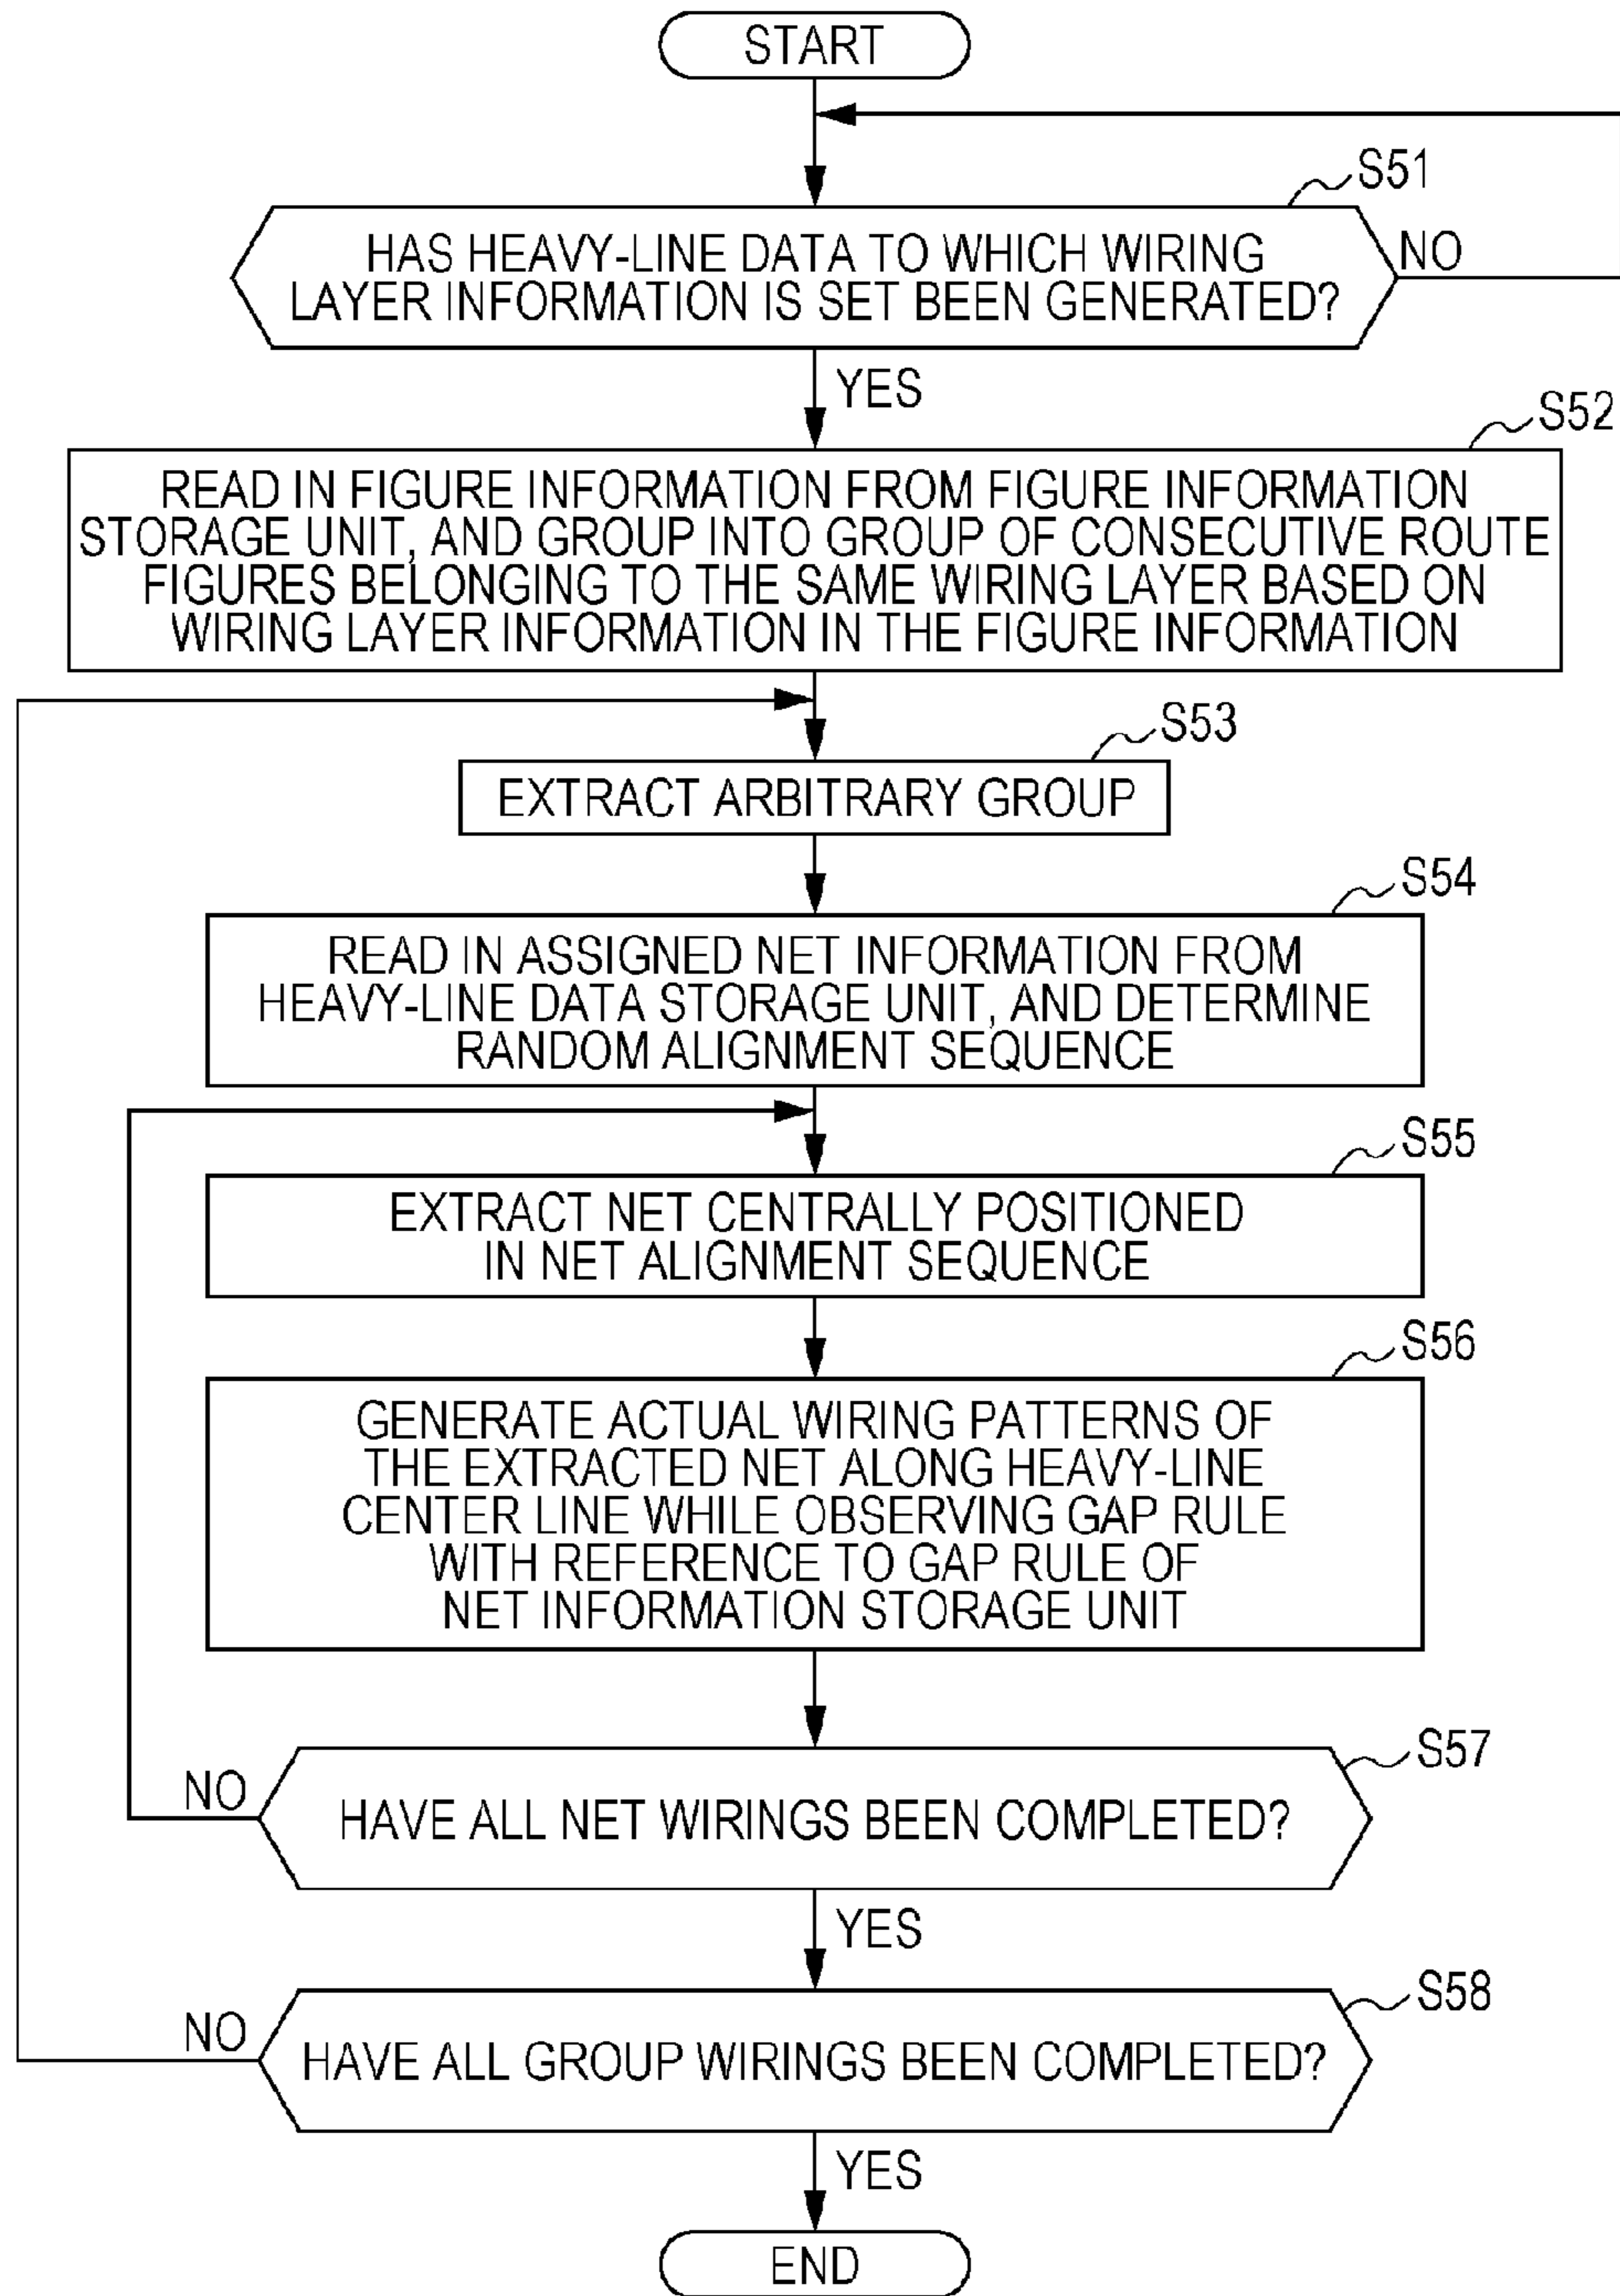 START
S51
HAS HEAVY-LINE DATA TO WHICH WIRING
LAYER INFORMATION IS SET BEEN GENERATED?
NO
YES
S52
READ IN FIGURE INFORMATION FROM FIGURE INFORMATION
STORAGE UNIT, AND GROUP INTO GROUP OF CONSECUTIVE ROUTE
FIGURES BELONGING TO THE SAME WIRING LAYER BASED ON
WIRING LAYER INFORMATION IN THE FIGURE INFORMATION
S53
EXTRACT ARBITRARY GROUP
S54
READ IN ASSIGNED NET INFORMATION FROM
HEAVY-LINE DATA STORAGE UNIT, AND DETERMINE
RANDOM ALIGNMENT SEQUENCE
S55
EXTRACT NET CENTRALLY POSITIONED
IN NET ALIGNMENT SEQUENCE
S56
GENERATE ACTUAL WIRING PATTERNS OF
THE EXTRACTED NET ALONG HEAVY-LINE
CENTER LINE WHILE OBSERVING GAP RULE
WITH REFERENCE TO GAP RULE OF
NET INFORMATION STORAGE UNIT
S57
NO
HAVE ALL NET WIRINGS BEEN COMPLETED?
YES
S58
NO
HAVE ALL GROUP WIRINGS BEEN COMPLETED?
YES
END